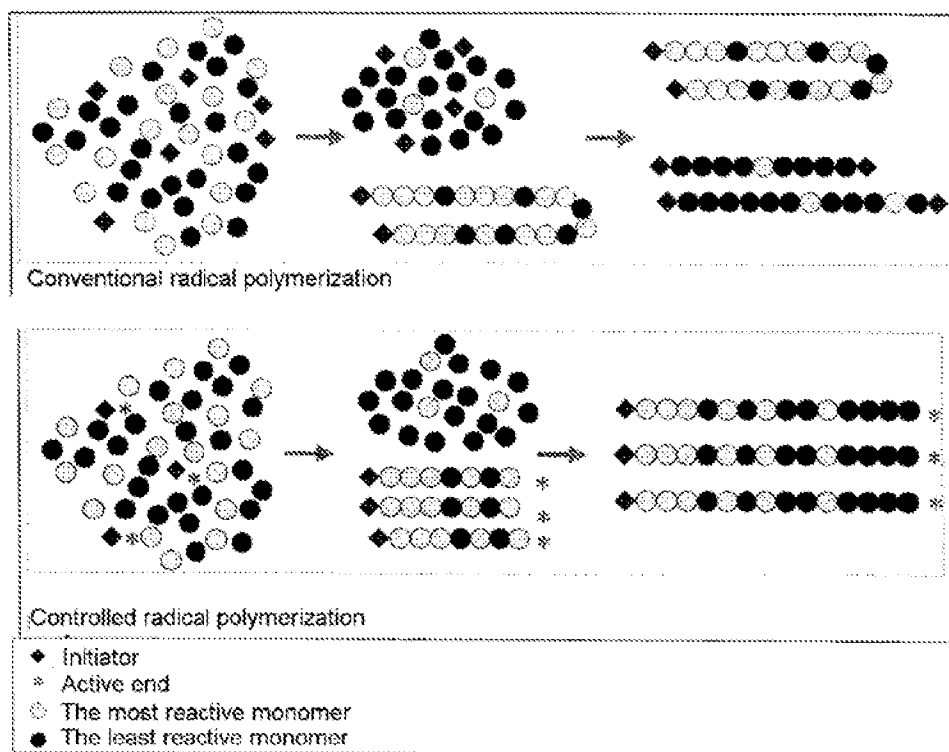 Conventional radical polymerization
Controlled radical polymerization
Initiator
Active end
The most reactive monomer
The least reactive monomer